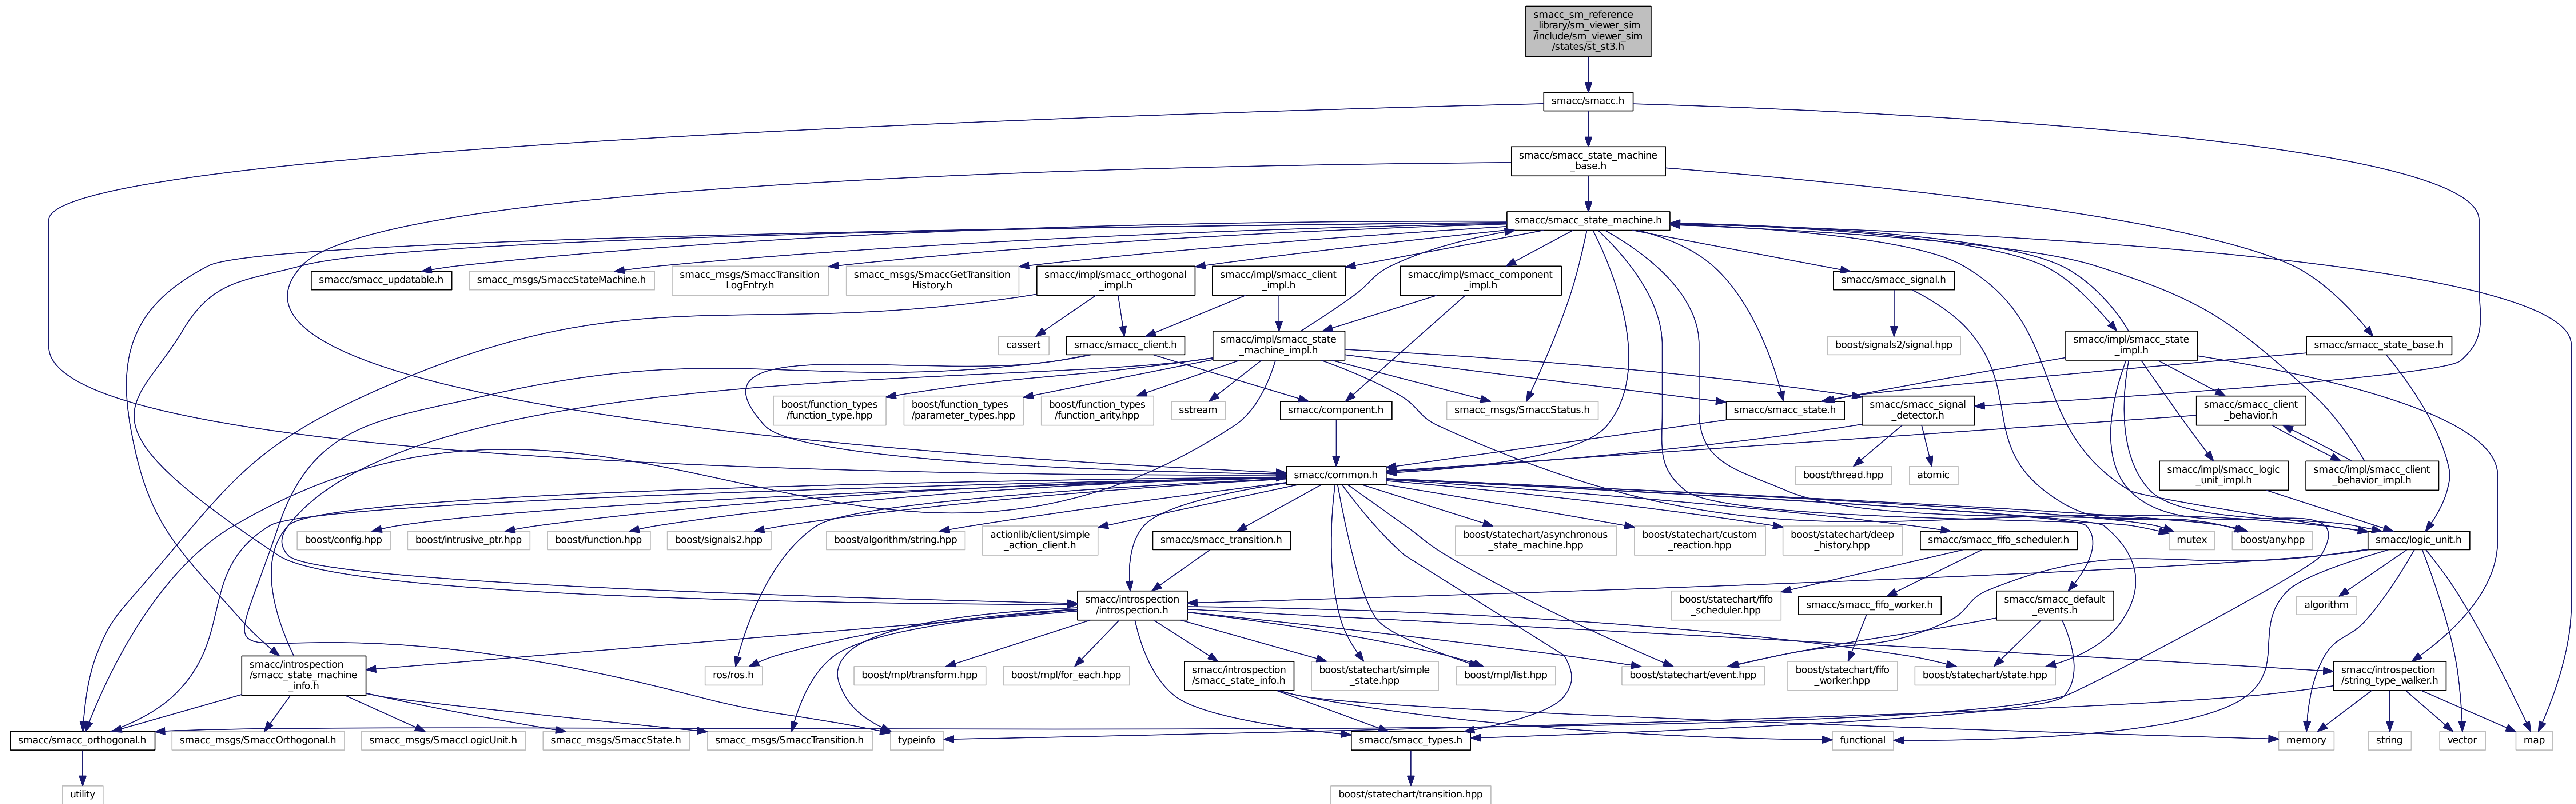 smacc_sm_reference
_library/sm_viewer_sim
/include/sm_viewer_sim
/states/st_st3.h
smacc/smacc.h
smacc/smacc_state_machine
_base.h
smacc/smacc_state_machine.h
smacc/smacc_updatable.h
smacc_msgs/SmaccStateMachine.h
smacc_msgs/SmaccTransition
LogEntry.h
smacc_msgs/SmaccGetTransition
History.h
smacc/impl/smacc_orthogonal
_impl.h
smacc/impl/smacc_client
_impl.h
smacc/impl/smacc_component
_impl.h
smacc/smacc_signal.h
cassert
smacc/smacc_client.h
smacc/impl/smacc_state
_machine_impl.h
boost/signals2/signal.hpp
smacc/impl/smacc_state
_impl.h
smacc/smacc_state_base.h
boost/function_types
/function_type.hpp
boost/function_types
/parameter_types.hpp
boost/function_types
/function_arity.hpp
sstream
smacc/component.h
smacc_msgs/SmaccStatus.h
smacc/smacc_state.h
smacc/smacc_signal
_detector.h
smacc/smacc_client
_behavior.h
smacc/common.h
boost/thread.hpp
atomic
smacc/impl/smacc_logic
_unit_impl.h
smacc/impl/smacc_client
_behavior_impl.h
boost/config.hpp
boost/intrusive_ptr.hpp
boost/function.hpp
boost/signals2.hpp
boost/algorithm/string.hpp
actionlib/client/simple
_action_client.h
smacc/smacc_transition.h
boost/statechart/asynchronous
_state_machine.hpp
boost/statechart/custom
_reaction.hpp
boost/statechart/deep
_history.hpp
smacc/smacc_fifo_scheduler.h
mutex
boost/any.hpp
smacc/logic_unit.h
smacc/introspection
/introspection.h
boost/statechart/fifo
_scheduler.hpp
smacc/smacc_fifo_worker.h
smacc/smacc_default
_events.h
algorithm
smacc/introspection
/smacc_state_machine
_info.h
ros/ros.h
boost/mpl/transform.hpp
boost/mpl/for_each.hpp
smacc/introspection
/smacc_state_info.h
boost/statechart/simple
_state.hpp
boost/mpl/list.hpp
boost/statechart/event.hpp
boost/statechart/fifo
_worker.hpp
boost/statechart/state.hpp
smacc/introspection
/string_type_walker.h
smacc/smacc_orthogonal.h
smacc_msgs/SmaccOrthogonal.h
smacc_msgs/SmaccLogicUnit.h
smacc_msgs/SmaccState.h
smacc_msgs/SmaccTransition.h
typeinfo
smacc/smacc_types.h
functional
memory
string
vector
map
utility
boost/statechart/transition.hpp